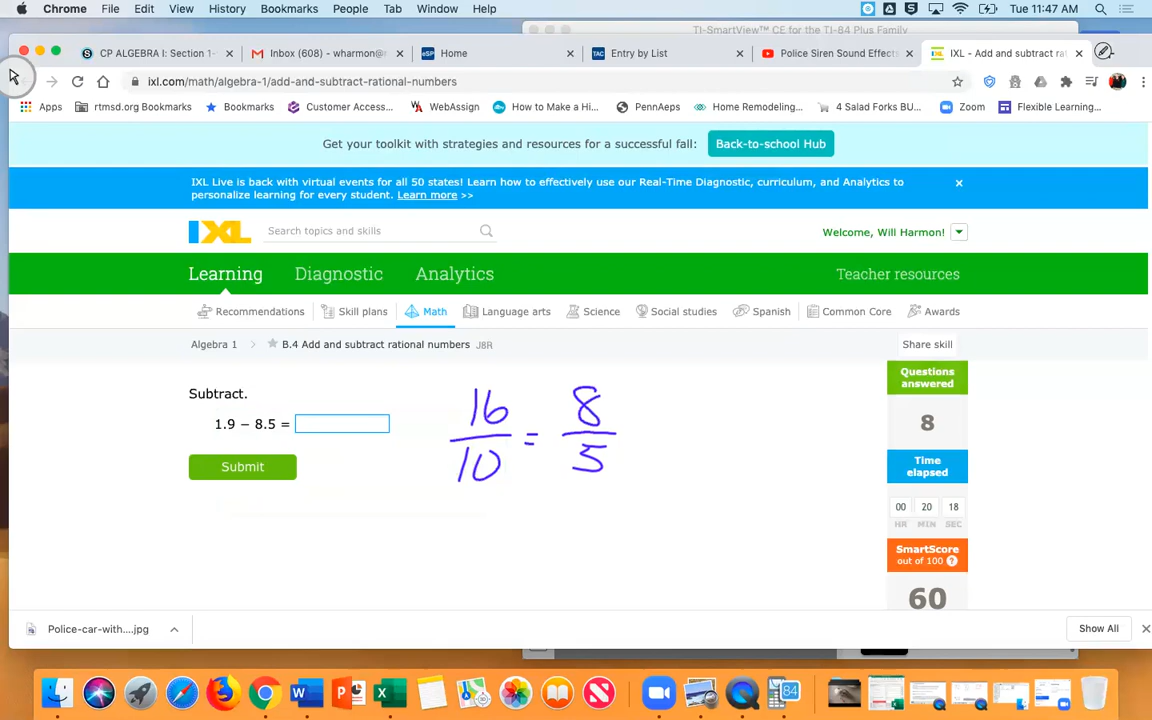 Chrome File Edit View History Bookmarks People Tab Window Help Tue 11:47 AM
TI-SmartView™ CE for the TI-84 Plus Family
CP ALGEBRA I: Section 1- Inbox (608) - wharmon@ Home Entry by List Police Siren Sound Effect IXL - Add and subtract ra
ixl.com/math/algebra-1/add-and-subtract-rational-numbers
Apps rtmsd.org Bookmarks Bookmarks Customer Access... WebAssign How to Make a Hi... PennAeps Home Remodeling... 4 Salad Forks BU... Zoom Flexible Learning...
Get your toolkit with strategies and resources for a successful fall: Back-to-school Hub
IXL Live is back with virtual events for all 50 states! Learn how to effectively use our Real-Time Diagnostic, curriculum, and Analytics to
personalize learning for every student. Learn more >>
IXL Search topics and skills Welcome, Will Harmon!
Learning Diagnostic Analytics Teacher resources
Recommendations Skill plans Math Language arts Science Social studies Spanish Common Core Awards
Algebra 1 B.4 Add and subtract rational numbers J8R Share skill
Questions
answered
8
Time
elapsed
00 20 18
HR MIN SEC
SmartScore
out of 100 ?
60
Subtract.
1.9 − 8.5 =
Submit
16/10 = 8/5
Police-car-with....jpg Show All
84